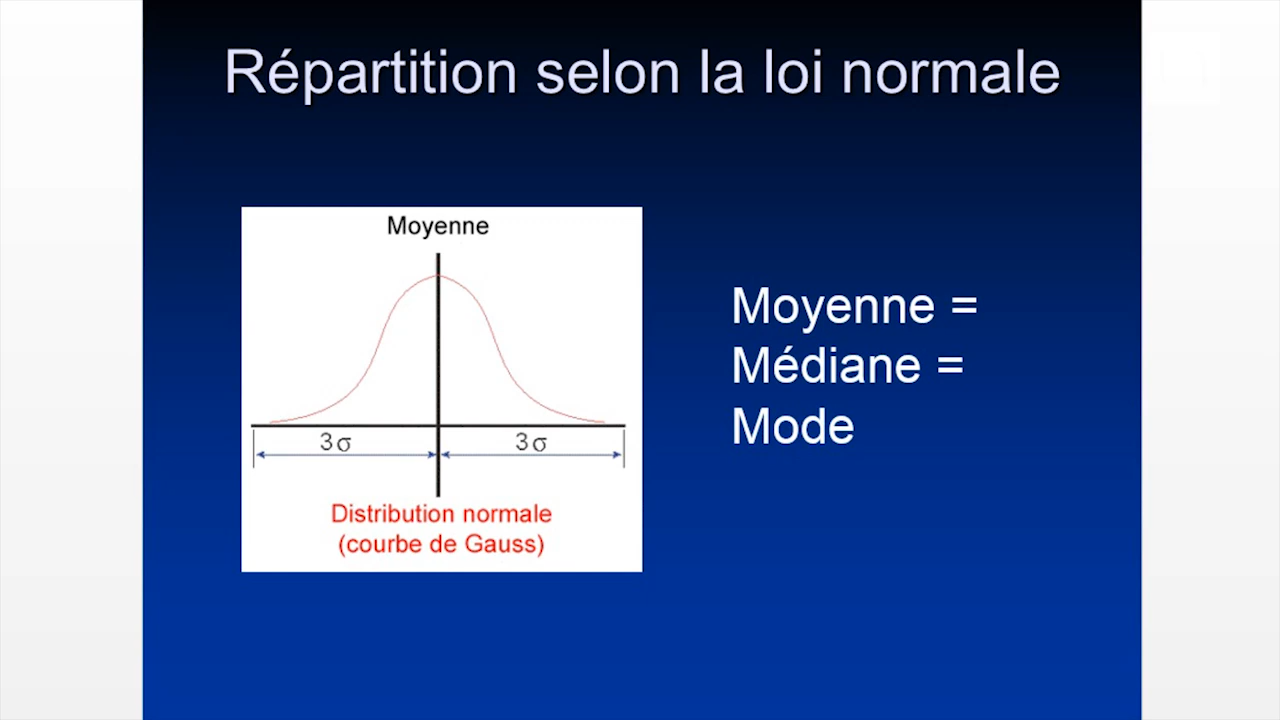 Répartition selon la loi normale
Moyenne
3σ
3σ
Distribution normale
(courbe de Gauss)
Moyenne =
Médiane =
Mode